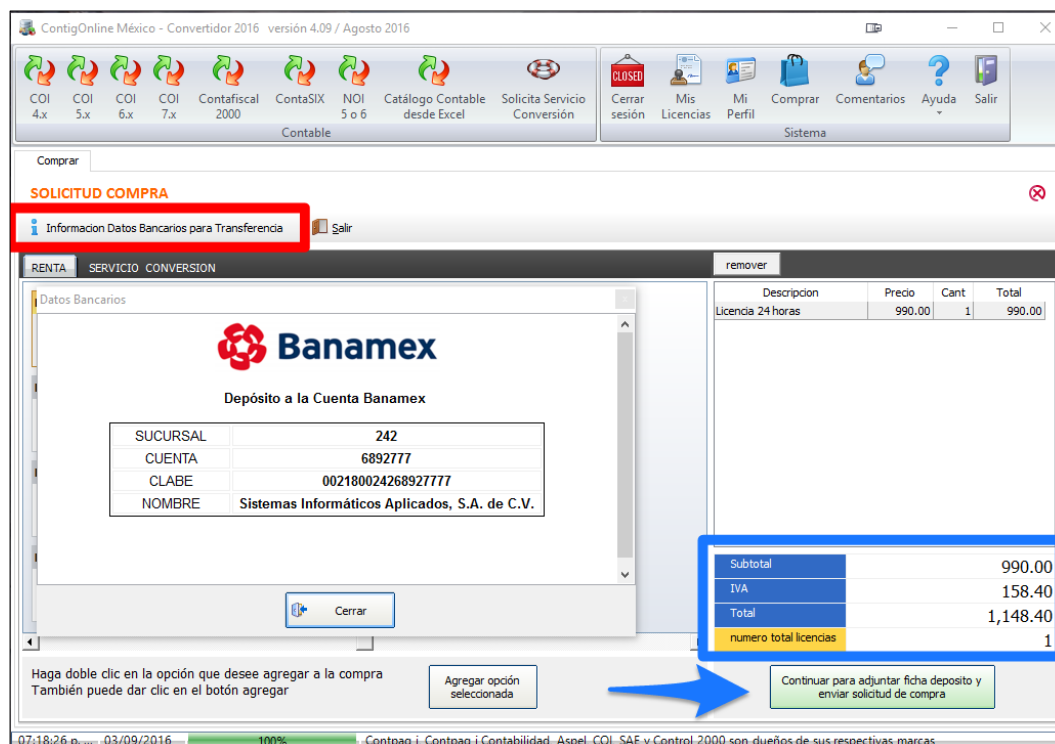 ContigOnline México - Convertidor 2016 versión 4.09 / Agosto 2016
COI 4.x
COI 5.x
COI 6.x
COI 7.x
Contafiscal 2000
ContaSIX
NOI 5 o 6
Catálogo Contable desde Excel
Solicita Servicio Conversión
Contable
CLOSED
Cerrar sesión
Mis Licencias
Mi Perfil
Comprar
Comentarios
Ayuda
Salir
Sistema
Comprar
SOLICITUD COMPRA
Informacion Datos Bancarios para Transferencia
Salir
RENTA SERVICIO CONVERSION
Datos Bancarios
Banamex
Depósito a la Cuenta Banamex
SUCURSAL 242
CUENTA 6892777
CLABE 002180024268927777
NOMBRE Sistemas Informáticos Aplicados, S.A. de C.V.
Cerrar
remover
Descripcion Precio Cant Total
Licencia 24 horas 990.00 1 990.00
Subtotal 990.00
IVA 158.40
Total 1,148.40
numero total licencias 1
Haga doble clic en la opción que desee agregar a la compra
También puede dar clic en el botón agregar
Agregar opción
seleccionada
Continuar para adjuntar ficha deposito y
enviar solicitud de compra
07:18:26 p. ... 03/09/2016 100% Contpaq i, Contpaq i Contabilidad, Aspel, COI, SAE y Control 2000 son dueños de sus respectivas marcas